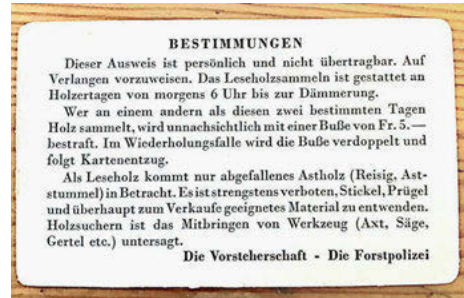 BESTIMMUNGEN
Dieser Ausweis ist persönlich und nicht übertragbar. Auf
Verlangen vorzuweisen. Das Leseholzsammeln ist gestattet an
Holzertagen von morgens 6 Uhr bis zur Dämmerung.
Wer an einem andern als diesen zwei bestimmten Tagen
Holz sammelt, wird unnachsichtlich mit einer Buße von Fr. 5.—
bestraft. Im Wiederholungsfalle wird die Buße verdoppelt und
folgt Kartenentzug.
Als Leseholz kommt nur abgefallenes Astholz (Reisig, Ast-
stummel) in Betracht. Es ist strengstens verboten, Stickel, Prügel
und überhaupt zum Verkaufe geeignetes Material zu entwenden.
Holzsuchern ist das Mitbringen von Werkzeug (Axt, Säge,
Gertel etc.) untersagt.
Die Vorsteherschaft - Die Forstpolizei